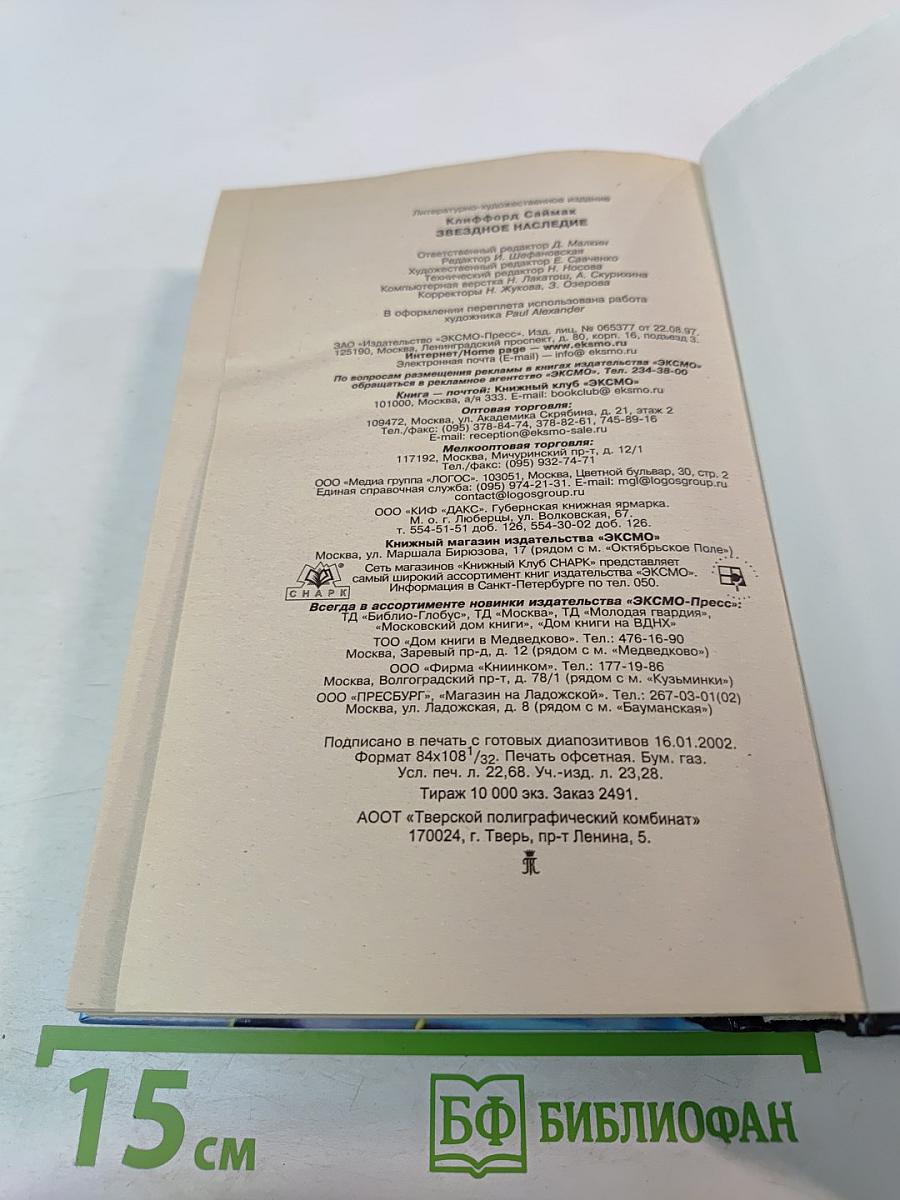 Литературно-художественное издание
Клиффорд Саймак
ЗВЕЗДНОЕ НАСЛЕДИЕ
Ответственный редактор Д. Малкин
Редактор И. Шефановская
Художественный редактор Е. Савченко
Технический редактор Н. Носова
Компьютерная верстка Н. Лакатош, А. Скурихина
Корректоры Н. Жукова, З. Озерова
В оформлении переплета использована работа
художника Paul Alexander
ЗАО «Издательство «ЭКСМО-Пресс». Изд. лиц. № 065377 от 22.08.97.
125190, Москва, Ленинградский проспект, д. 80, корп. 16, подъезд 3.
Интернет/Home page — www.eksmo.ru
Электронная почта (E-mail) — info@ eksmo.ru
По вопросам размещения рекламы в книгах издательства «ЭКСМО»
обращаться в рекламное агентство «ЭКСМО». Тел. 234-38-00
Книга — почтой: Книжный клуб «ЭКСМО»
101000, Москва, а/я 333. E-mail: bookclub@ eksmo.ru
Оптовая торговля:
109472, Москва, ул. Академика Скрябина, д. 21, этаж 2
Тел./факс: (095) 378-84-74, 378-82-61, 745-89-16
E-mail: reception@eksmo-sale.ru
Мелкооптовая торговля:
117192, Москва, Мичуринский пр-т, д. 12/1
Тел./факс: (095) 932-74-71
ООО «Медиа группа «ЛОГОС». 103051, Москва, Цветной бульвар, 30, стр. 2
Единая справочная служба: (095) 974-21-31. E-mail: mgl@logosgroup.ru
contact@logosgroup.ru
ООО «КИФ «ДАКС». Губернская книжная ярмарка.
М. о. г. Люберцы, ул. Волковская, 67.
т. 554-51-51 доб. 126, 554-30-02 доб. 126.
Книжный магазин издательства «ЭКСМО»
Москва, ул. Маршала Бирюзова, 17 (рядом с м. «Октябрьское Поле»)
Сеть магазинов «Книжный Клуб СНАРК» представляет
самый широкий ассортимент книг издательства «ЭКСМО».
Информация в Санкт-Петербурге по тел. 050.
СНАРК
Всегда в ассортименте новинки издательства «ЭКСМО-Пресс»:
ТД «Библио-Глобус», ТД «Москва», ТД «Молодая гвардия»,
«Московский дом книги», «Дом книги на ВДНХ»
ТОО «Дом книги в Медведково». Тел.: 476-16-90
Москва, Заревый пр-д, д. 12 (рядом с м. «Медведково»)
ООО «Фирма «Книинком». Тел.: 177-19-86
Москва, Волгоградский пр-т, д. 78/1 (рядом с м. «Кузьминки»)
ООО «ПРЕСБУРГ», «Магазин на Ладожской». Тел.: 267-03-01(02)
Москва, ул. Ладожская, д. 8 (рядом с м. «Бауманская»)
Подписано в печать с готовых диапозитивов 16.01.2002.
Формат 84x108 1/32. Печать офсетная. Бум. газ.
Усл. печ. л. 22,68. Уч.-изд. л. 23,28.
Тираж 10 000 экз. Заказ 2491.
АООТ «Тверской полиграфический комбинат»
170024, г. Тверь, пр-т Ленина, 5.
15 см
БФ БИБЛИОФАН